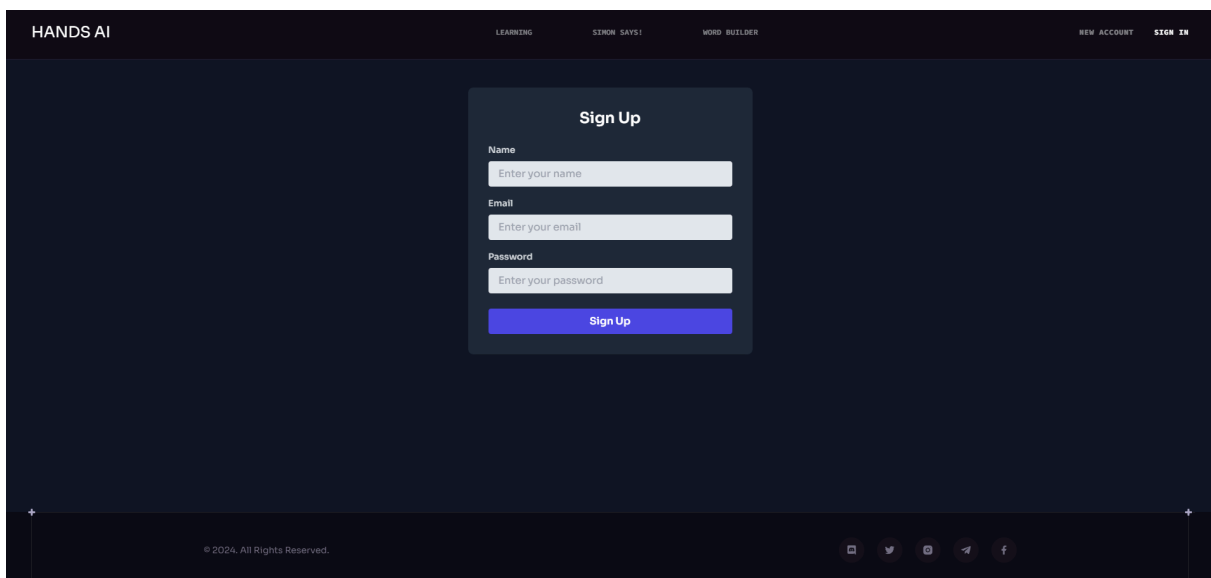 HANDS AI
LEARNING
SIMON SAYS!
WORD BUILDER
NEW ACCOUNT
SIGN IN
Sign Up
Name
Enter your name
Email
Enter your email
Password
Enter your password
Sign Up
© 2024. All Rights Reserved.